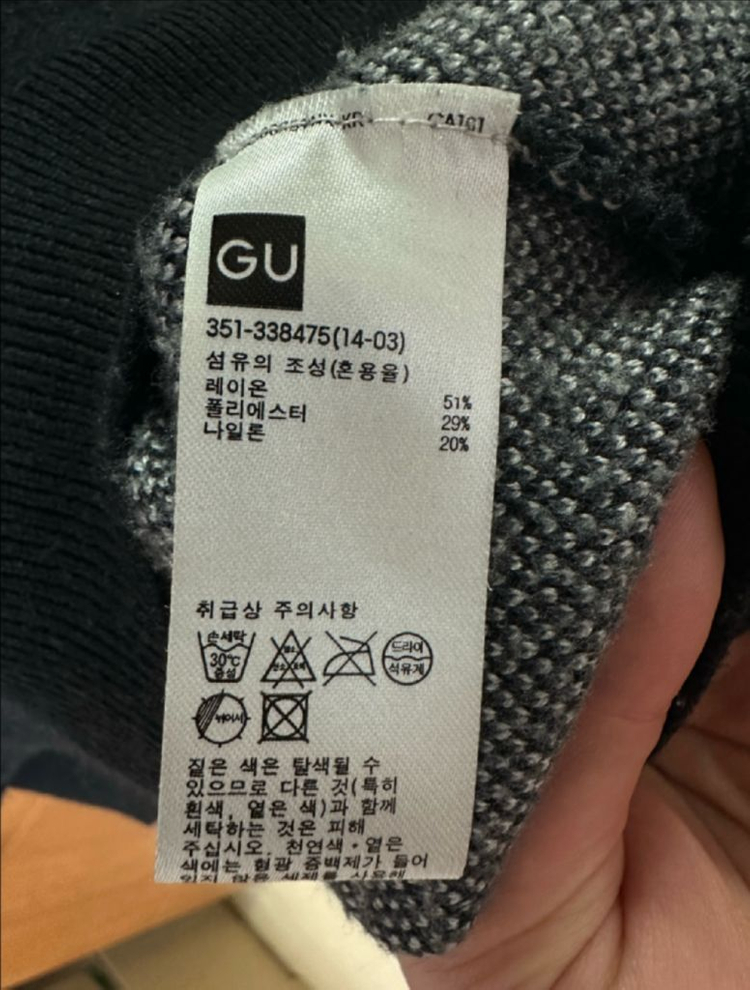 CA161
GU
351-338475(14-03)
섬유의 조성(혼용율)
레이온 51%
폴리에스터 29%
나일론 20%
취급상 주의사항
손세탁
30℃
중성
드라이
석유계
뉘어서
짙은 색은 탈색될 수
있으므로 다른 것(특히
흰색, 옅은 색)과 함께
세탁하는 것은 피해
주십시오. 천연색·옅은
색에는 형광 증백제가 들어